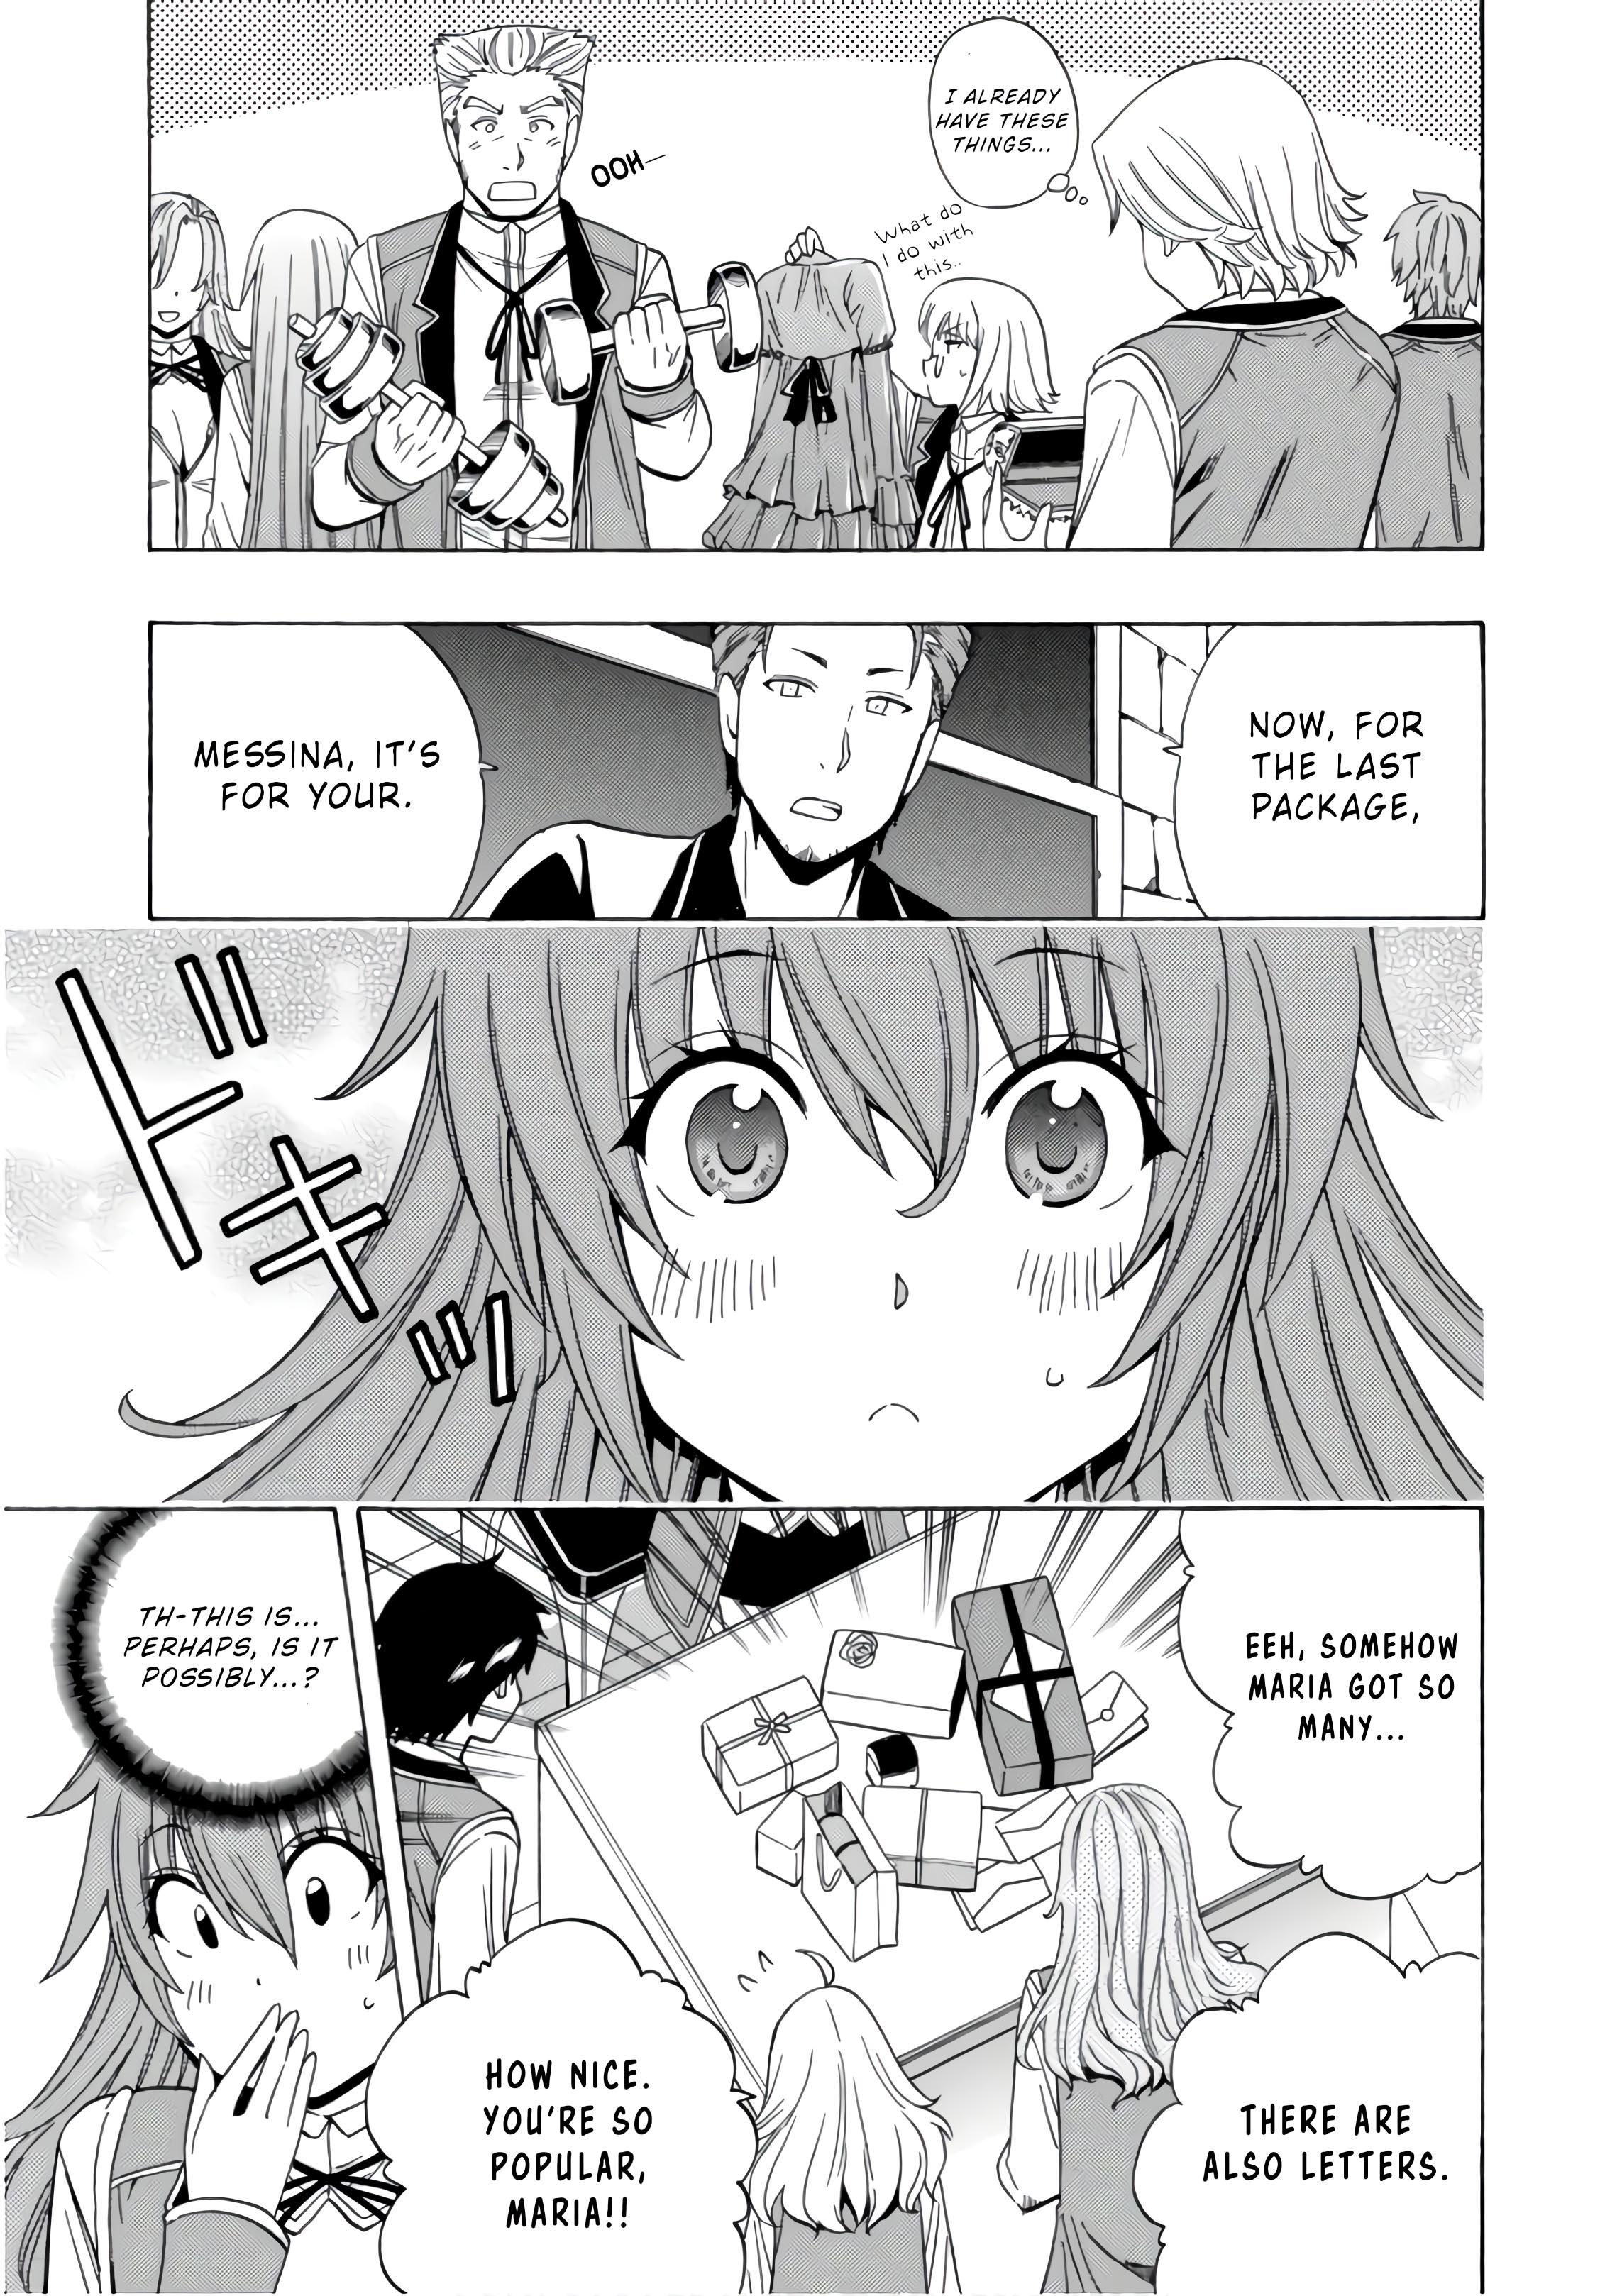 I ALREADY
HAVE THESE
THINGS...
OOH—
What do
I do with
this..
NOW, FOR
THE LAST
PACKAGE,
MESSINA, IT'S
FOR YOUR.
ドキッ
EEH, SOMEHOW
MARIA GOT SO
MANY...
THERE ARE
ALSO LETTERS.
HOW NICE.
YOU'RE SO
POPULAR,
MARIA!!
TH-THIS IS...
PERHAPS, IS IT
POSSIBLY...?